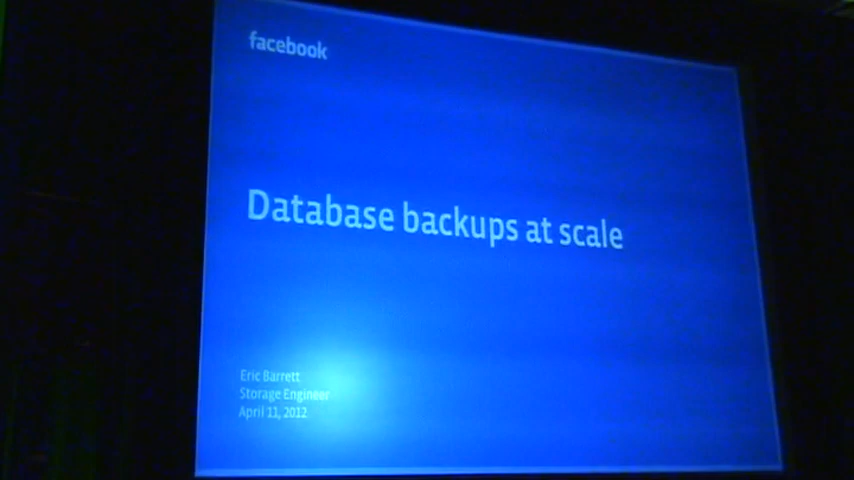 facebook
Database backups at scale
Eric Barrett
Storage Engineer
April 11, 2012